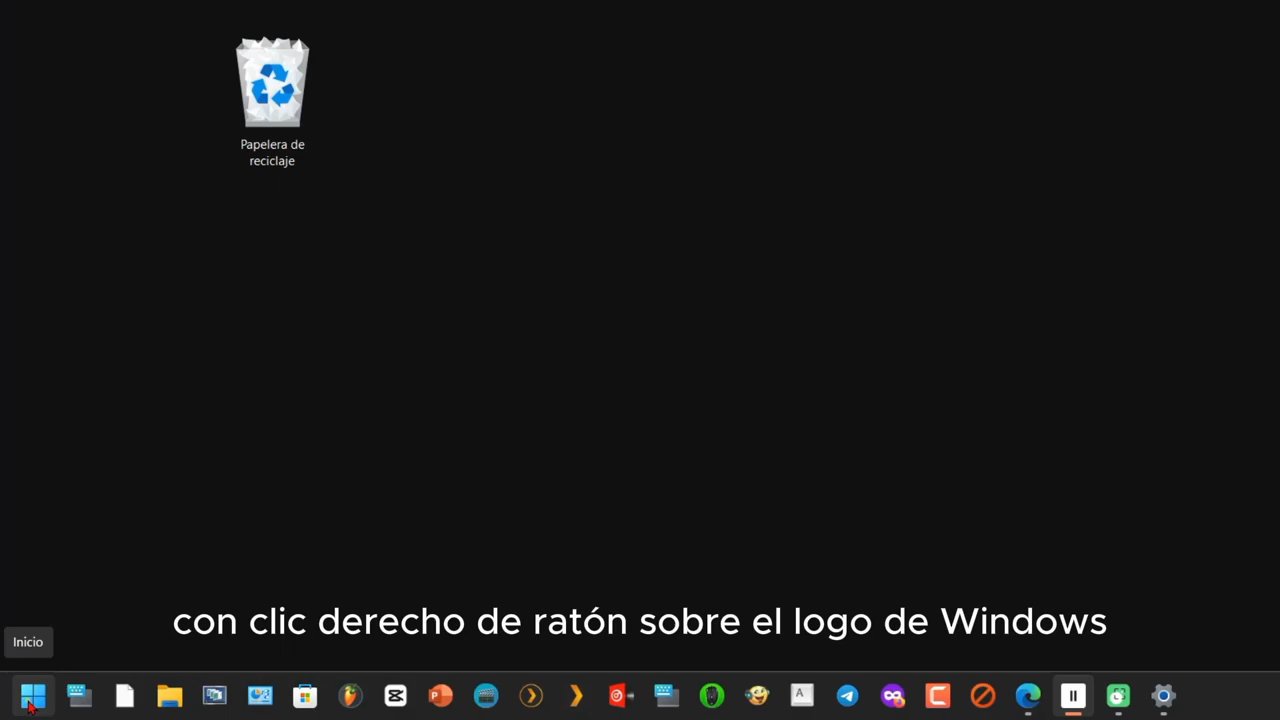 Papelera de
reciclaje
con clic derecho de ratón sobre el logo de Windows
Inicio